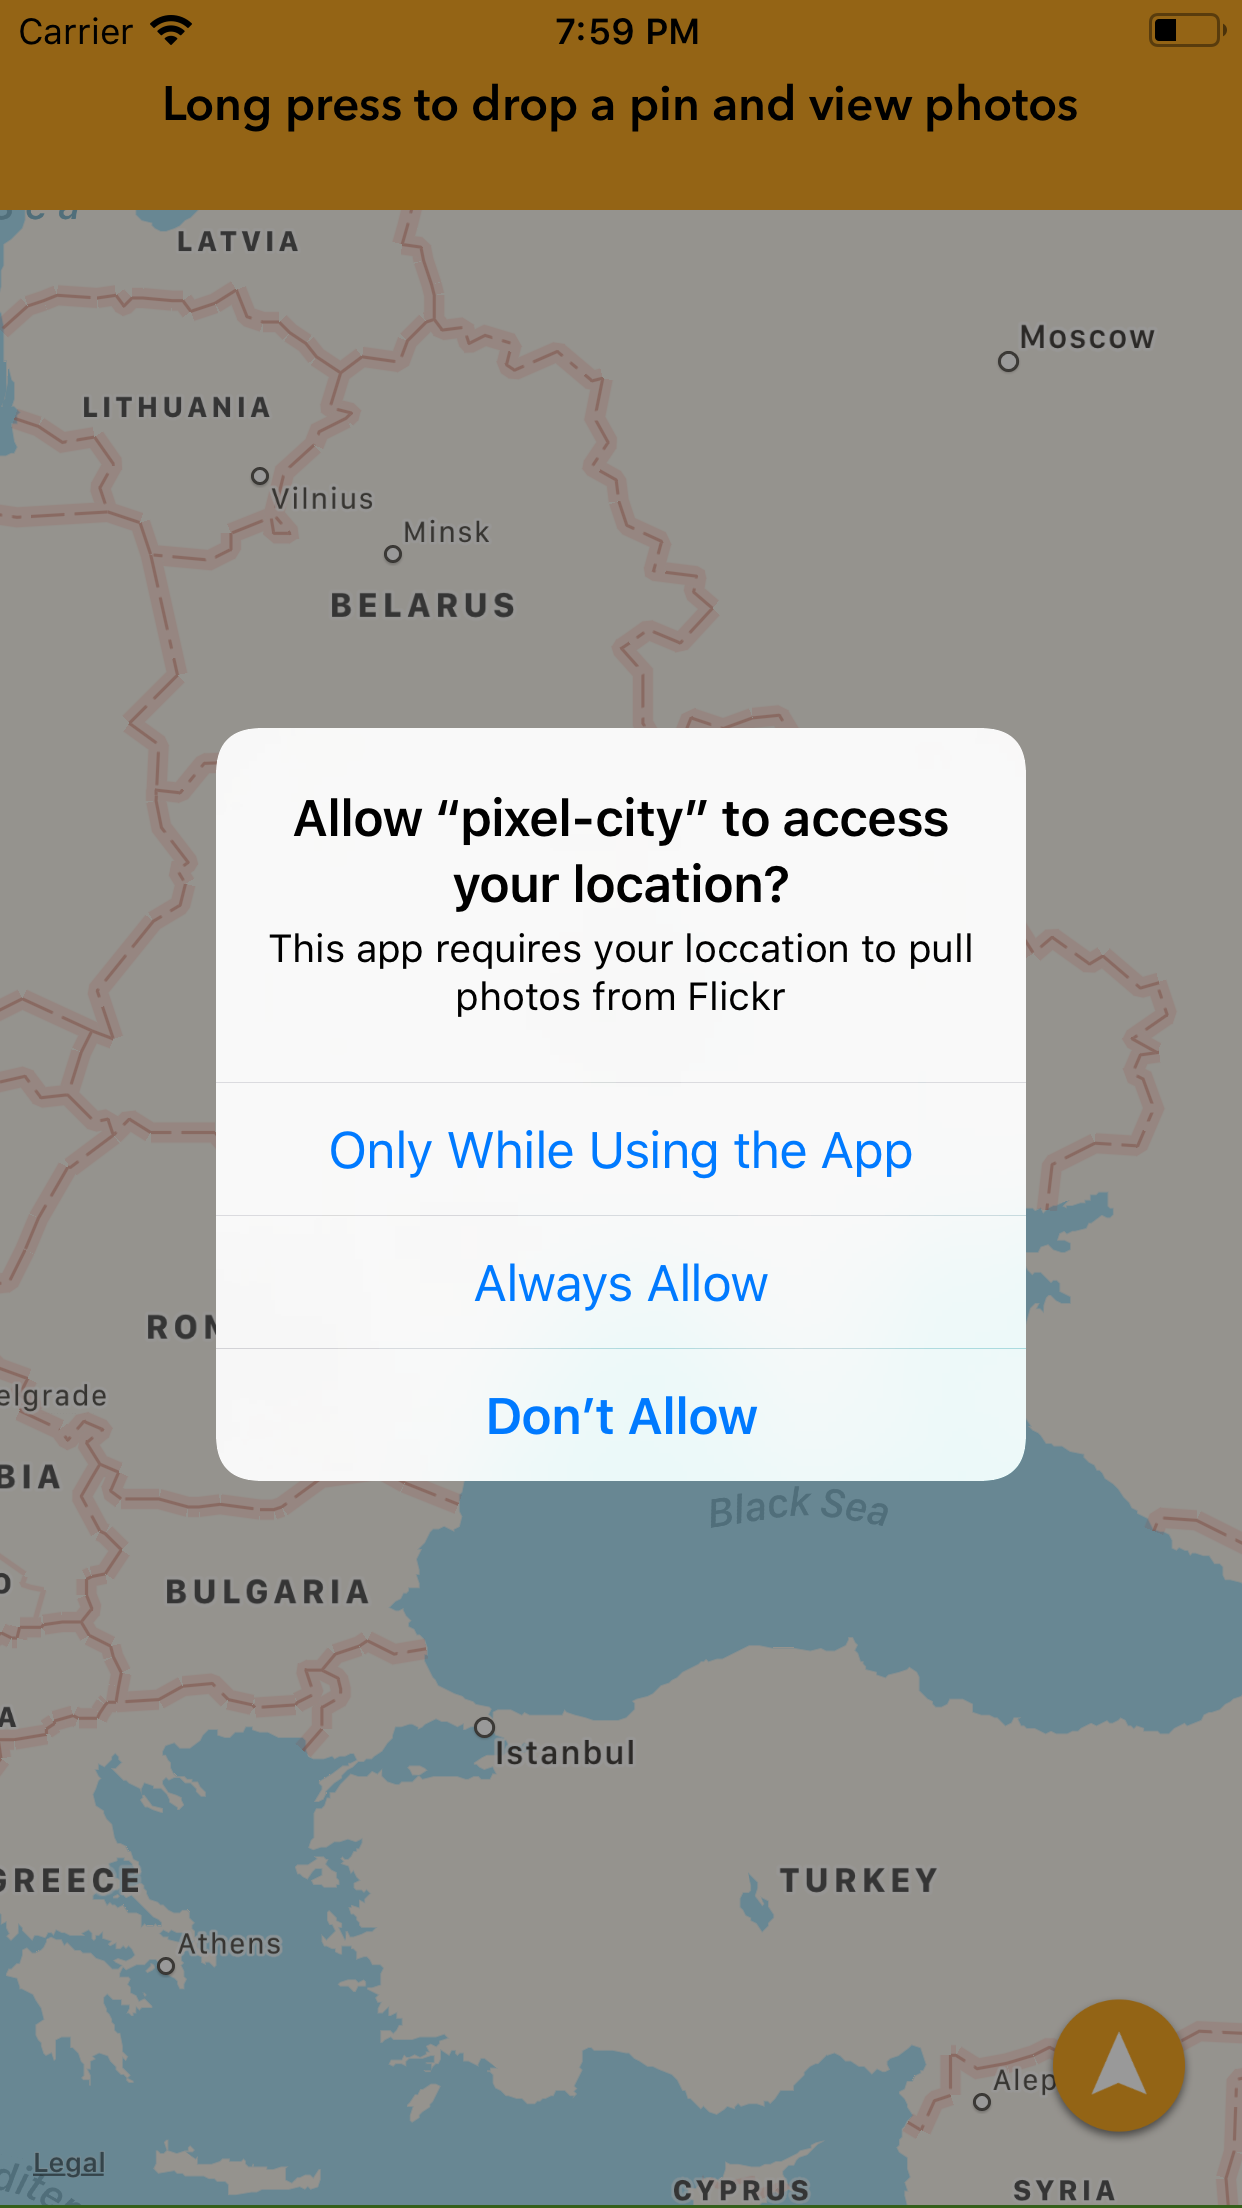 Carrier 7:59 PM
Long press to drop a pin and view photos
LATVIA
Moscow
LITHUANIA
Vilnius
Minsk
BELARUS
Allow “pixel-city” to access
your location?
This app requires your loccation to pull
photos from Flickr
Only While Using the App
Always Allow
Don’t Allow
elgrade
BIA
Black Sea
BULGARIA
Istanbul
GREECE
TURKEY
Athens
Alep
Legal
CYPRUS
SYRIA